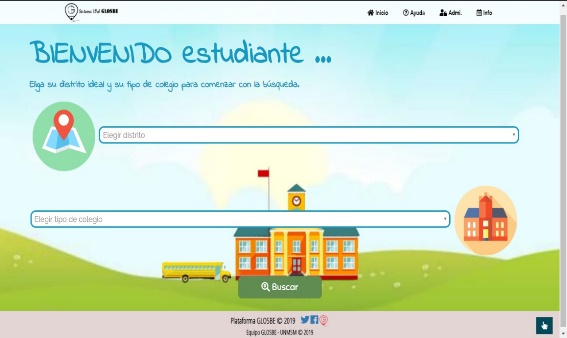 Sistema Web GLOSBE
Inicio
Ayuda
Admi.
Info
BIENVENIDO estudiante ...
Elija su distrito ideal y su tipo de colegio para comenzar con la búsqueda.
Elegir distrito
Elegir tipo de colegio
Buscar
Plataforma GLOSBE © 2019
Equipo GLOSBE - UNMSM © 2019